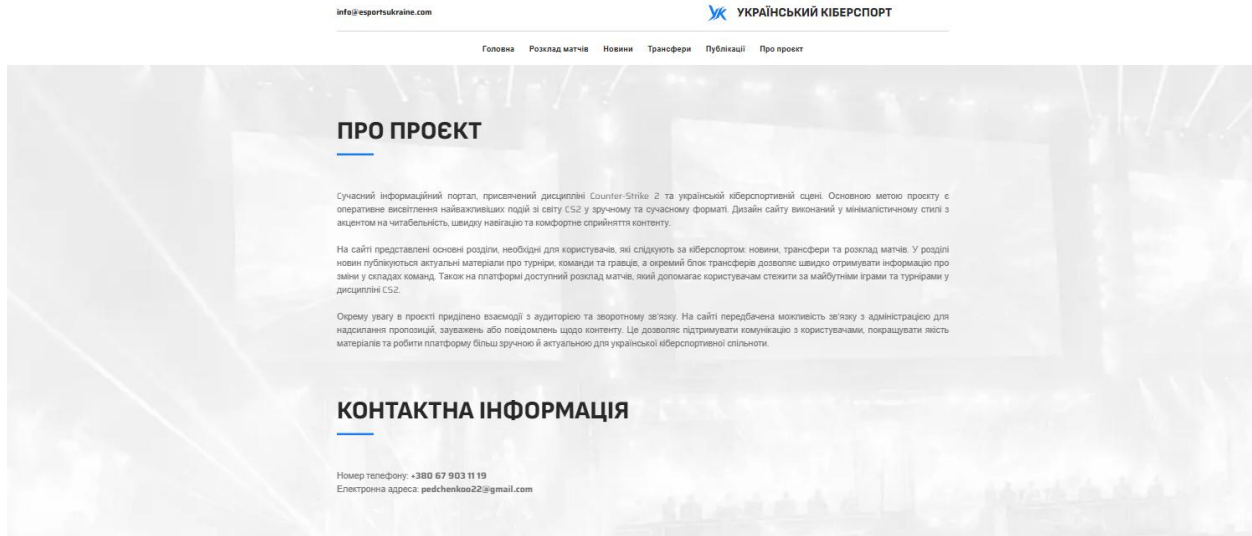 info@esportsukraine.com
УК УКРАЇНСЬКИЙ КІБЕРСПОРТ
Головна Розклад матчів Новини Трансфери Публікації Про проєкт
ПРО ПРОЄКТ
Сучасний інформаційний портал, присвячений дисципліні Counter-Strike 2 та українській кіберспортивній сцені. Основною метою проєкту є
оперативне висвітлення найважливіших подій зі світу CS2 у зручному та сучасному форматі. Дизайн сайту виконаний у мінімалістичному стилі з
акцентом на читабельність, швидку навігацію та комфортне сприйняття контенту.
На сайті представлені основні розділи, необхідні для користувачів, які слідкують за кіберспортом: новини, трансфери та розклад матчів. У розділі
новин публікуються актуальні матеріали про турніри, команди та гравців, а окремий блок трансферів дозволяє швидко отримувати інформацію про
зміни у складах команд. Також на платформі доступний розклад матчів, який допомагає користувачам стежити за майбутніми іграми та турнірами у
дисципліні CS2.
Окрему увагу в проєкті приділено взаємодії з аудиторією та зворотному зв'язку. На сайті передбачена можливість зв'язку з адміністрацією для
надсилання пропозицій, зауважень або повідомлень щодо контенту. Це дозволяє підтримувати комунікацію з користувачами, покращувати якість
матеріалів та робити платформу більш зручною й актуальною для української кіберспортивної спільноти.
КОНТАКТНА ІНФОРМАЦІЯ
Номер телефону: +380 67 903 11 19
Електронна адреса: pedchenkoo22@gmail.com